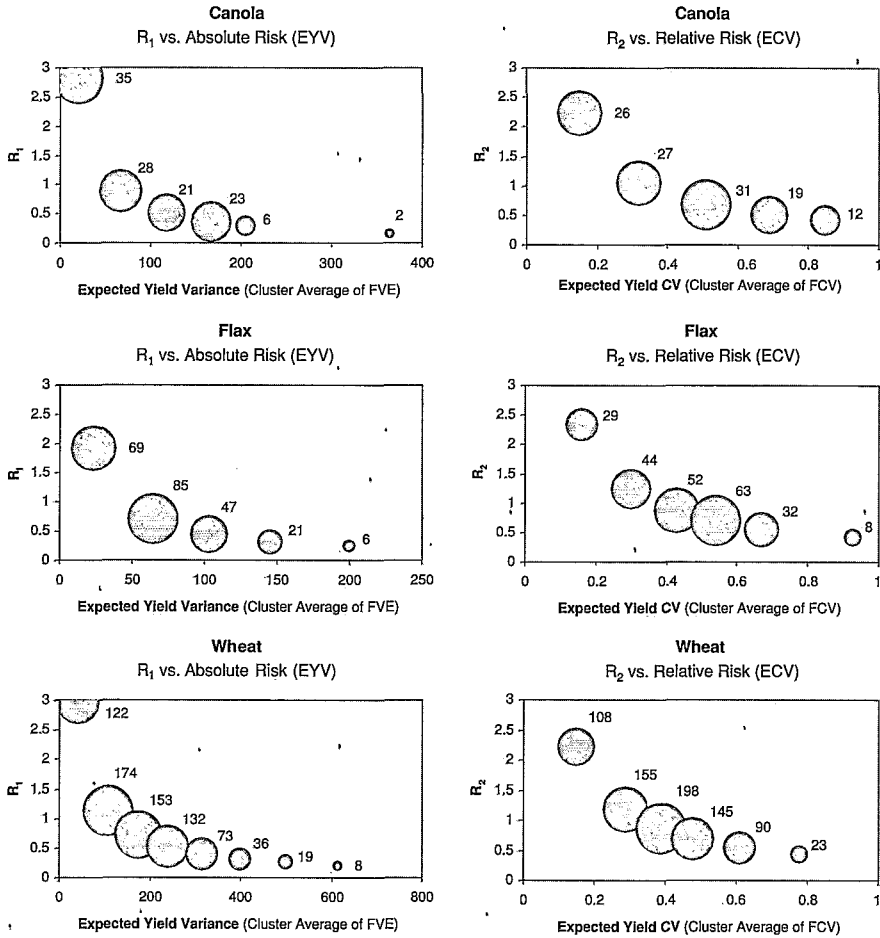 Canola
R1 vs. Absolute Risk (EYV)
3
2.5
2
1.5
1
0.5
0
R1
35
28
21
23
6
2
0 100 200 300 400
Expected Yield Variance (Cluster Average of FVE)
Canola
R2 vs. Relative Risk (ECV)
3
2.5
2
1.5
1
0.5
0
R2
26
27
31
19
12
0 0.2 0.4 0.6 0.8 1
Expected Yield CV (Cluster Average of FCV)
Flax
R1 vs. Absolute Risk (EYV)
3
2.5
2
1.5
1
0.5
0
R1
69
85
47
21
6
0 50 100 150 200 250
Expected Yield Variance (Cluster Average of FVE)
Flax
R2 vs. Relative Risk (ECV)
3
2.5
2
1.5
1
0.5
0
R2
29
44
52
63
32
8
0 0.2 0.4 0.6 0.8 1
Expected Yield CV (Cluster Average of FCV)
Wheat
R1 vs. Absolute Risk (EYV)
3
2.5
2
1.5
1
0.5
0
R1
122
174
153
132
73
36
19
8
0 200 400 600 800
Expected Yield Variance (Cluster Average of FVE)
Wheat
R2 vs. Relative Risk (ECV)
3
2.5
2
1.5
1
0.5
0
R2
108
155
198
145
90
23
0 0.2 0.4 0.6 0.8 1
Expected Yield CV (Cluster Average of FCV)